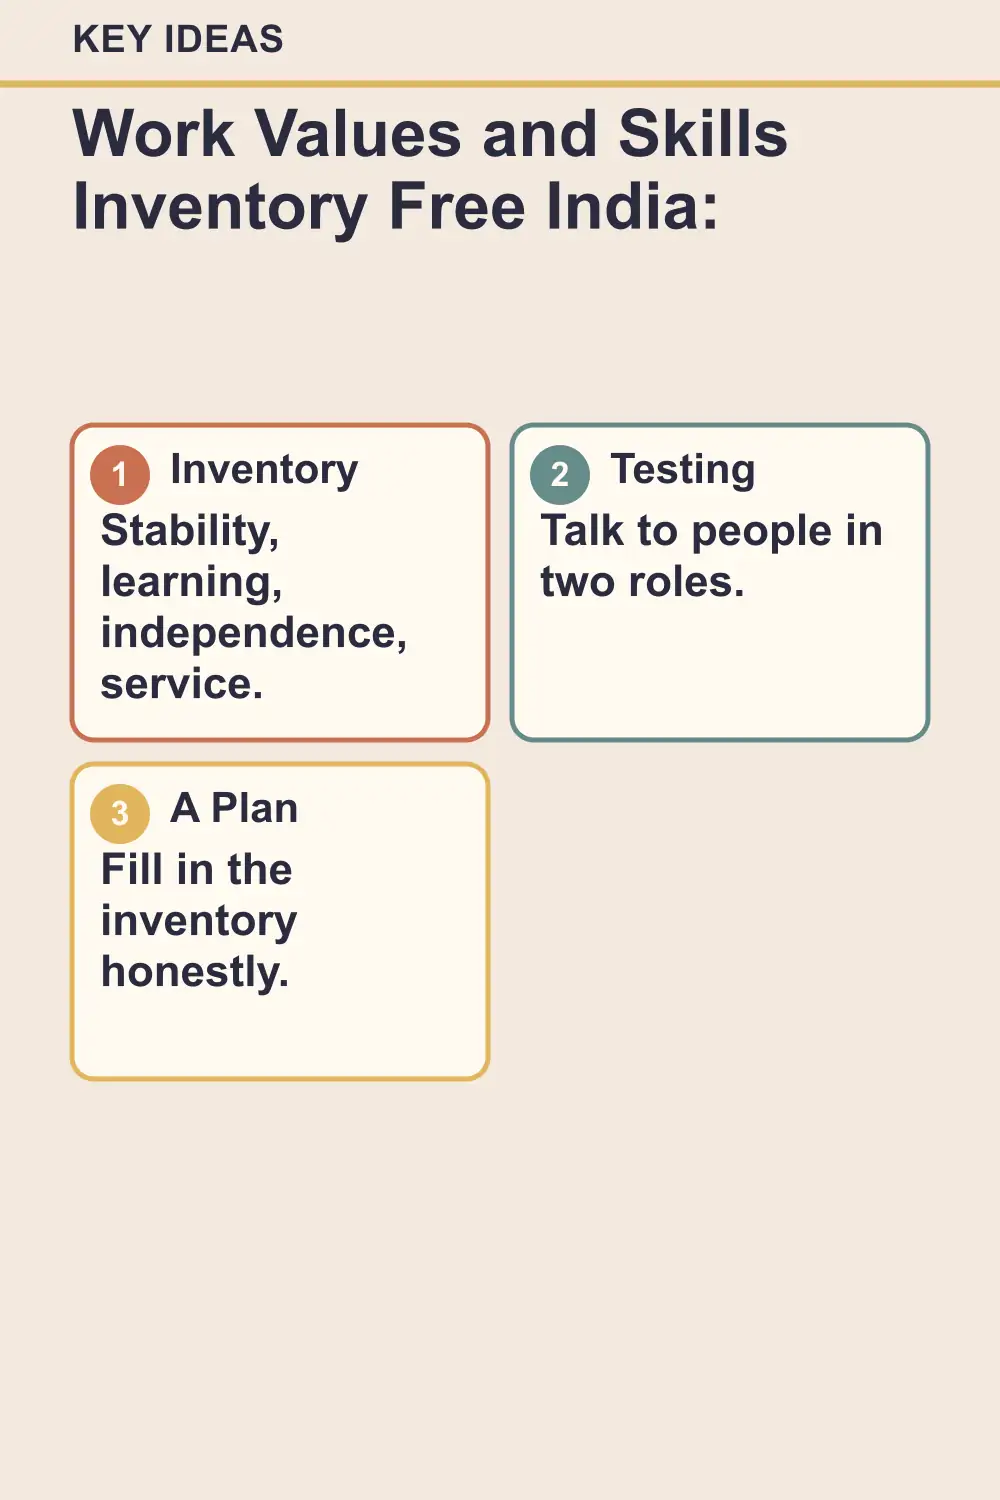 KEY IDEAS
Work Values and Skills
Inventory Free India:
1 Inventory
Stability,
learning,
independence,
service.
2 Testing
Talk to people in
two roles.
3 A Plan
Fill in the
inventory
honestly.